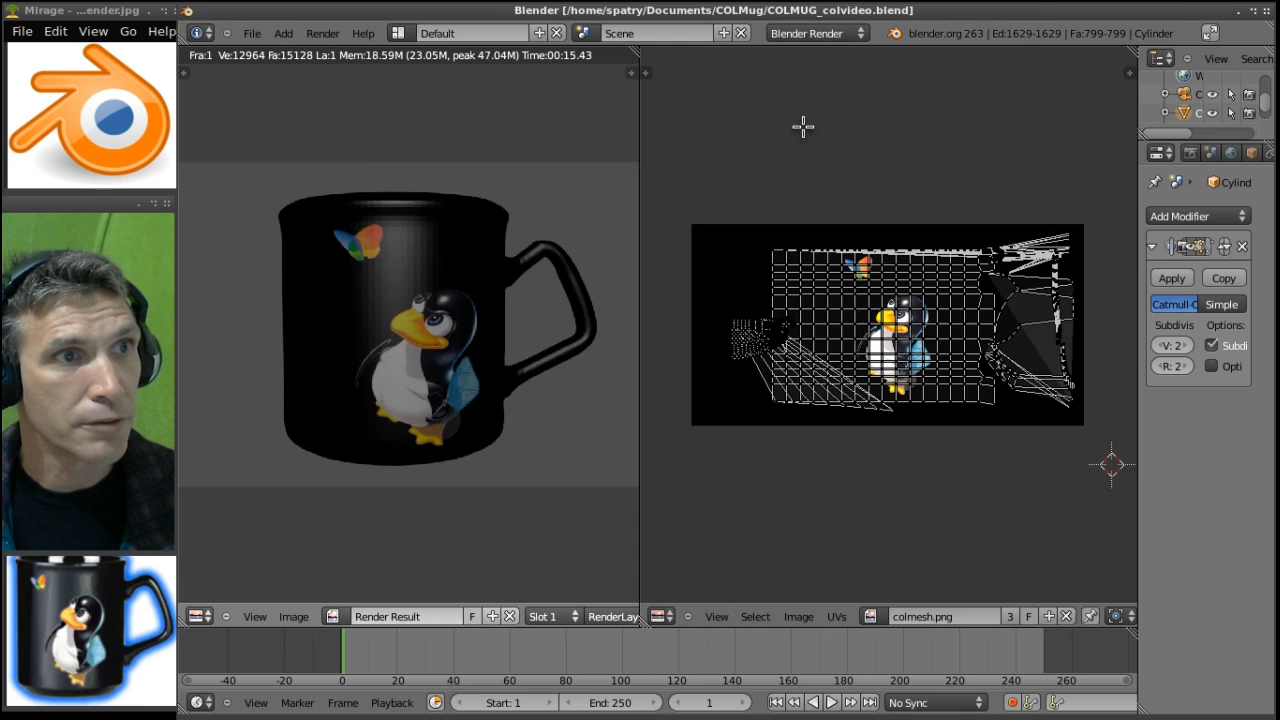 Mirage - ...ender.jpg
File Edit View Go Help
Blender [/home/spatry/Documents/COLMug/COLMUG_colvideo.blend]
File Add Render Help Default Scene Blender Render blender.org 263 | Ed:1629-1629 | Fa:799-799 | Cylinder
Fra:1 Ve:12964 Fa:15128 La:1 Mem:18.59M (23.05M, peak 47.04M) Time:00:15.43
View Search
C
C
Cylind
Add Modifier
Apply Copy
Catmull-C Simple
Subdivis Options:
V: 2 Subdi
R: 2 Opti
View Image Render Result F Slot 1 RenderLay
View Select Image UVs colmesh.png 3 F
-40 -20 0 20 40 60 80 100 120 140 160 180 200 220 240 260
View Marker Frame Playback Start: 1 End: 250 1 No Sync